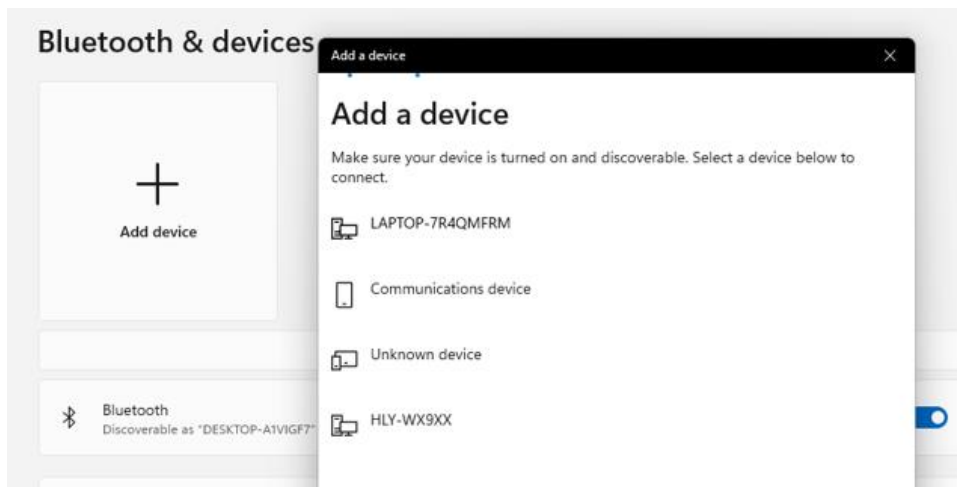 Bluetooth & devices
Add device
Bluetooth
Discoverable as "DESKTOP-A1VIGF7"
Add a device
Add a device
Make sure your device is turned on and discoverable. Select a device below to
connect.
LAPTOP-7R4QMFRM
Communications device
Unknown device
HLY-WX9XX